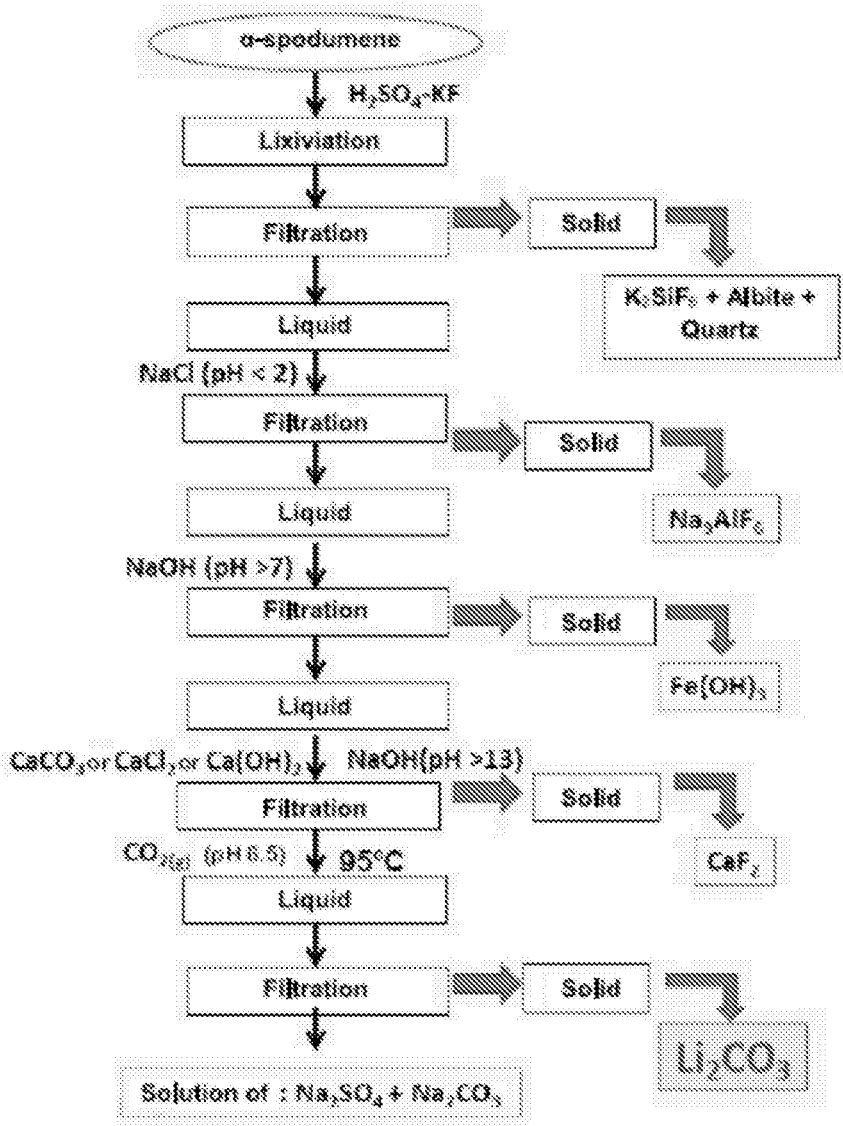 α-spodumene
H₂SO₄-KF
Lixiviation
Filtration
Solid
K₂SiF₆ + Albite +
Quartz
Liquid
NaCl (pH < 2)
Filtration
Solid
Na₃AlF₆
Liquid
NaOH (pH >7)
Filtration
Solid
Fe(OH)₃
Liquid
CaCO₃ or CaCl₂ or Ca(OH)₂
NaOH(pH >13)
Filtration
Solid
CaF₂
CO₂(g) (pH 8.5)
95°C
Liquid
Filtration
Solid
Li₂CO₃
Solution of : Na₂SO₄ + Na₂CO₃